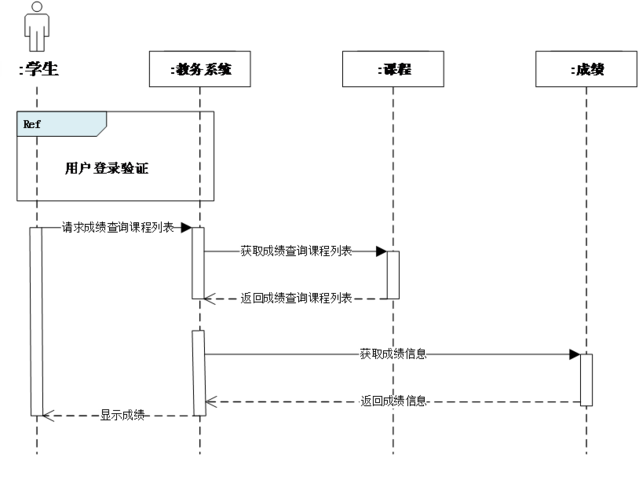 :学生
:教务系统
:课程
:成绩
Ref
用户登录验证
请求成绩查询课程列表
获取成绩查询课程列表
返回成绩查询课程列表
获取成绩信息
返回成绩信息
显示成绩